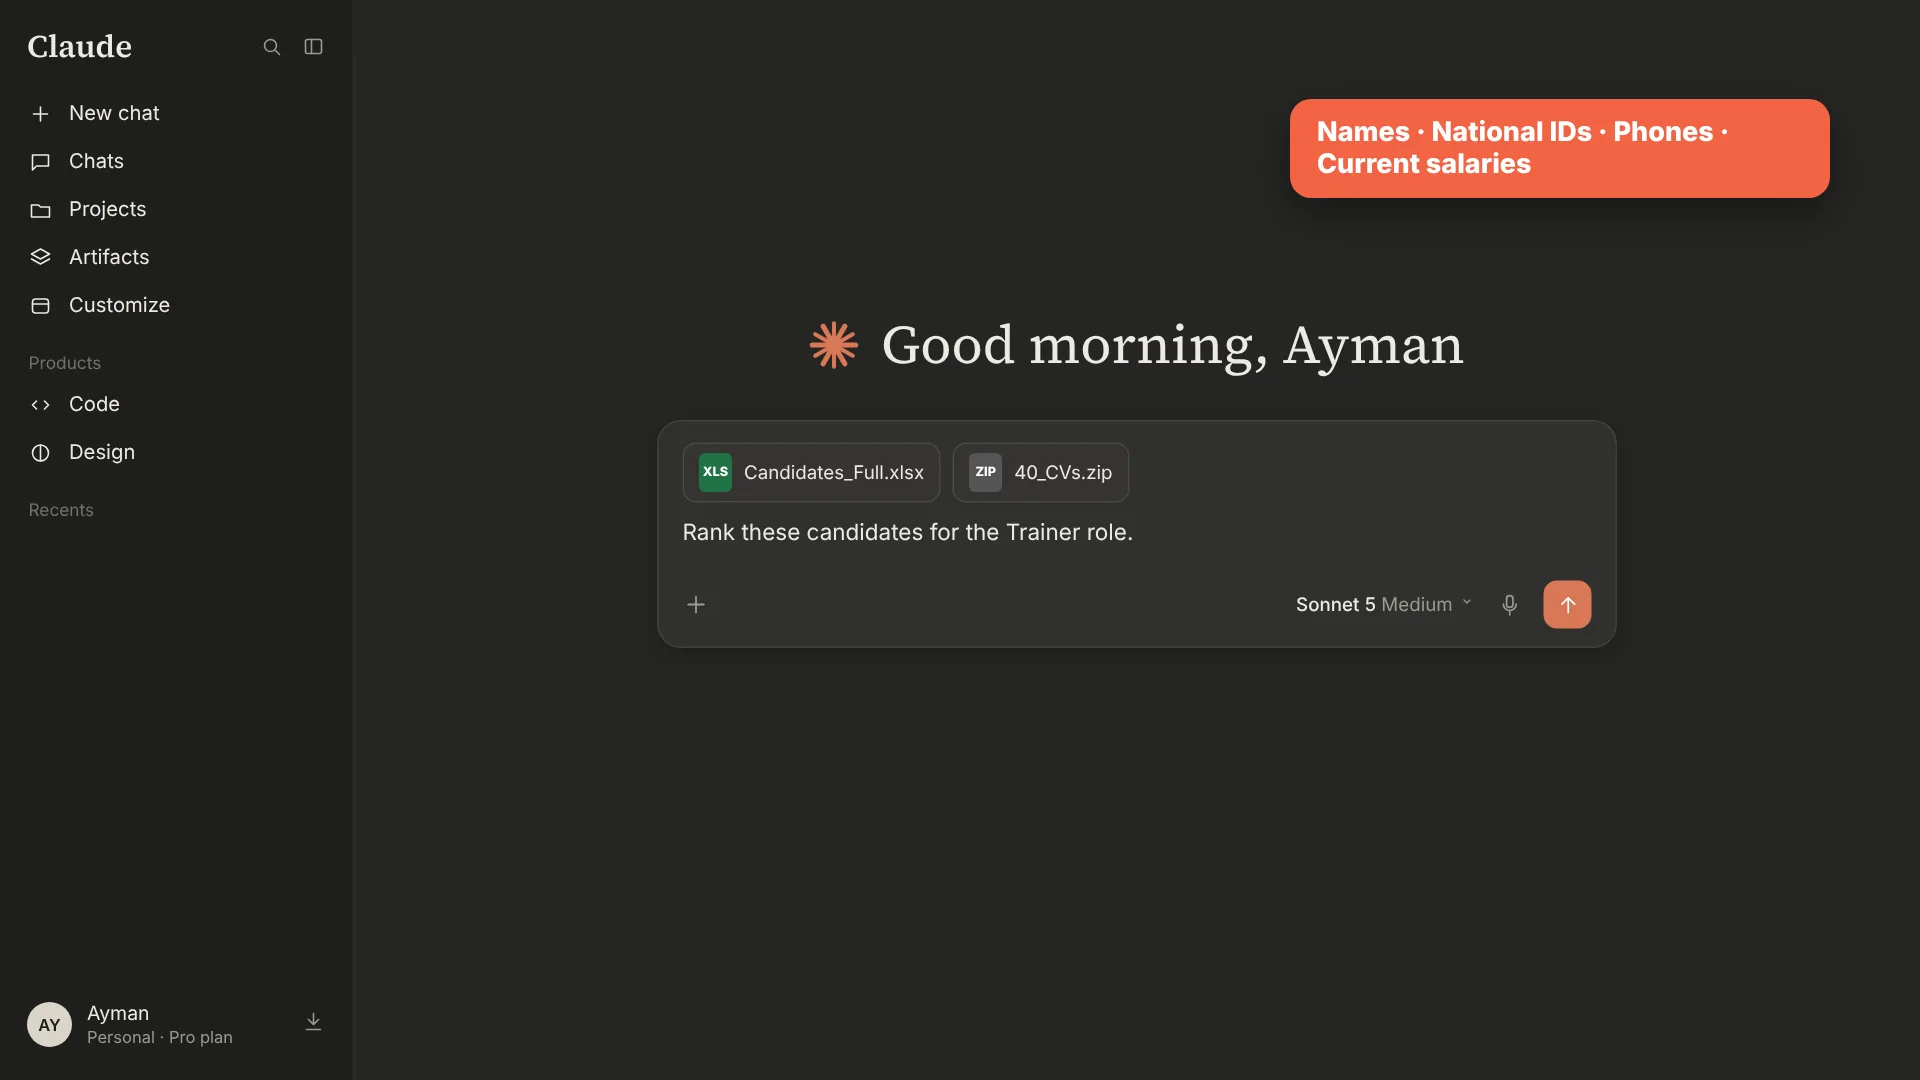 Claude
New chat
Chats
Projects
Artifacts
Customize
Products
Code
Design
Recents
Names · National IDs · Phones ·
Current salaries
Good morning, Ayman
XLS Candidates_Full.xlsx ZIP 40_CVs.zip
Rank these candidates for the Trainer role.
Sonnet 5 Medium
AY Ayman
Personal · Pro plan